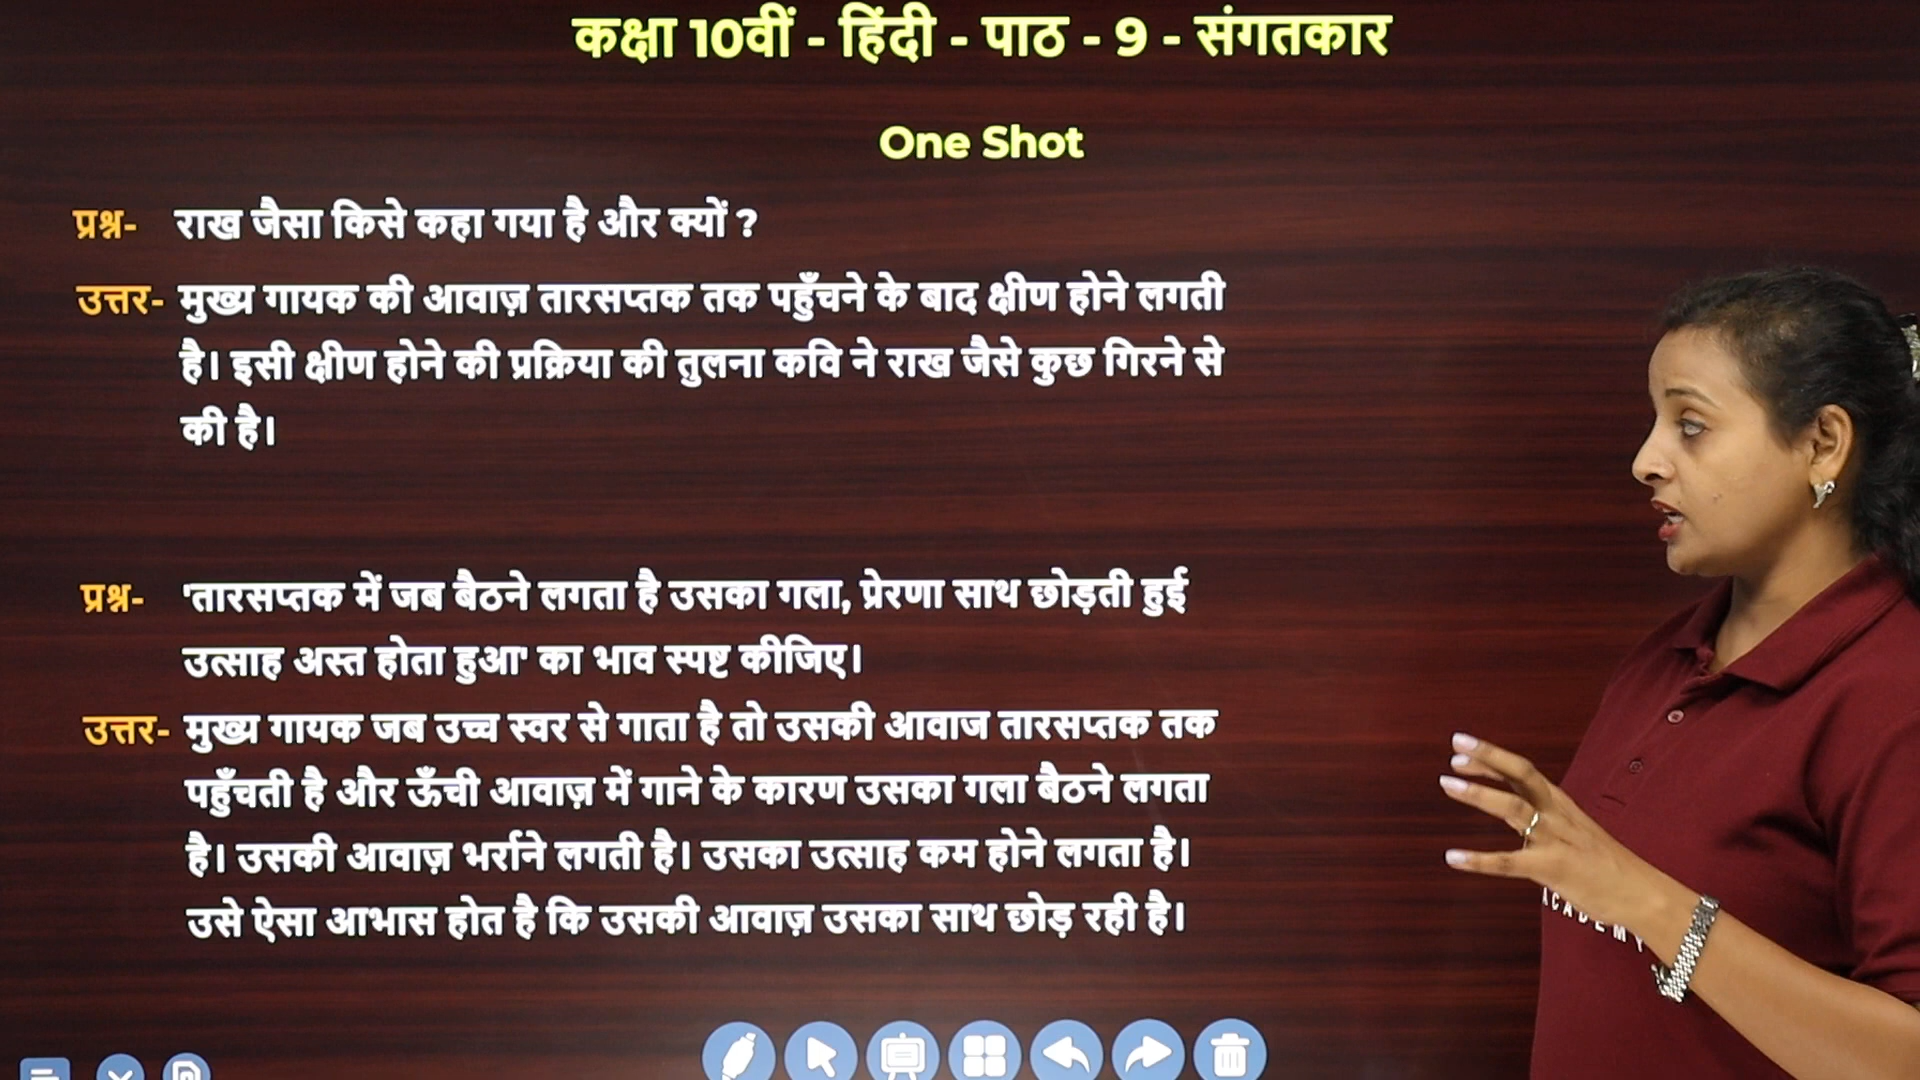 कक्षा 10वीं - हिंदी - पाठ - 9 - संगतकार
One Shot
प्रश्न- राख जैसा किसे कहा गया है और क्यों ?
उत्तर- मुख्य गायक की आवाज़ तारसप्तक तक पहुँचने के बाद क्षीण होने लगती
है। इसी क्षीण होने की प्रक्रिया की तुलना कवि ने राख जैसे कुछ गिरने से
की है।
प्रश्न- 'तारसप्तक में जब बैठने लगता है उसका गला, प्रेरणा साथ छोड़ती हुई
उत्साह अस्त होता हुआ' का भाव स्पष्ट कीजिए।
उत्तर- मुख्य गायक जब उच्च स्वर से गाता है तो उसकी आवाज तारसप्तक तक
पहुँचती है और ऊँची आवाज़ में गाने के कारण उसका गला बैठने लगता
है। उसकी आवाज़ भर्राने लगती है। उसका उत्साह कम होने लगता है।
उसे ऐसा आभास होत है कि उसकी आवाज़ उसका साथ छोड़ रही है।
ACADEMY